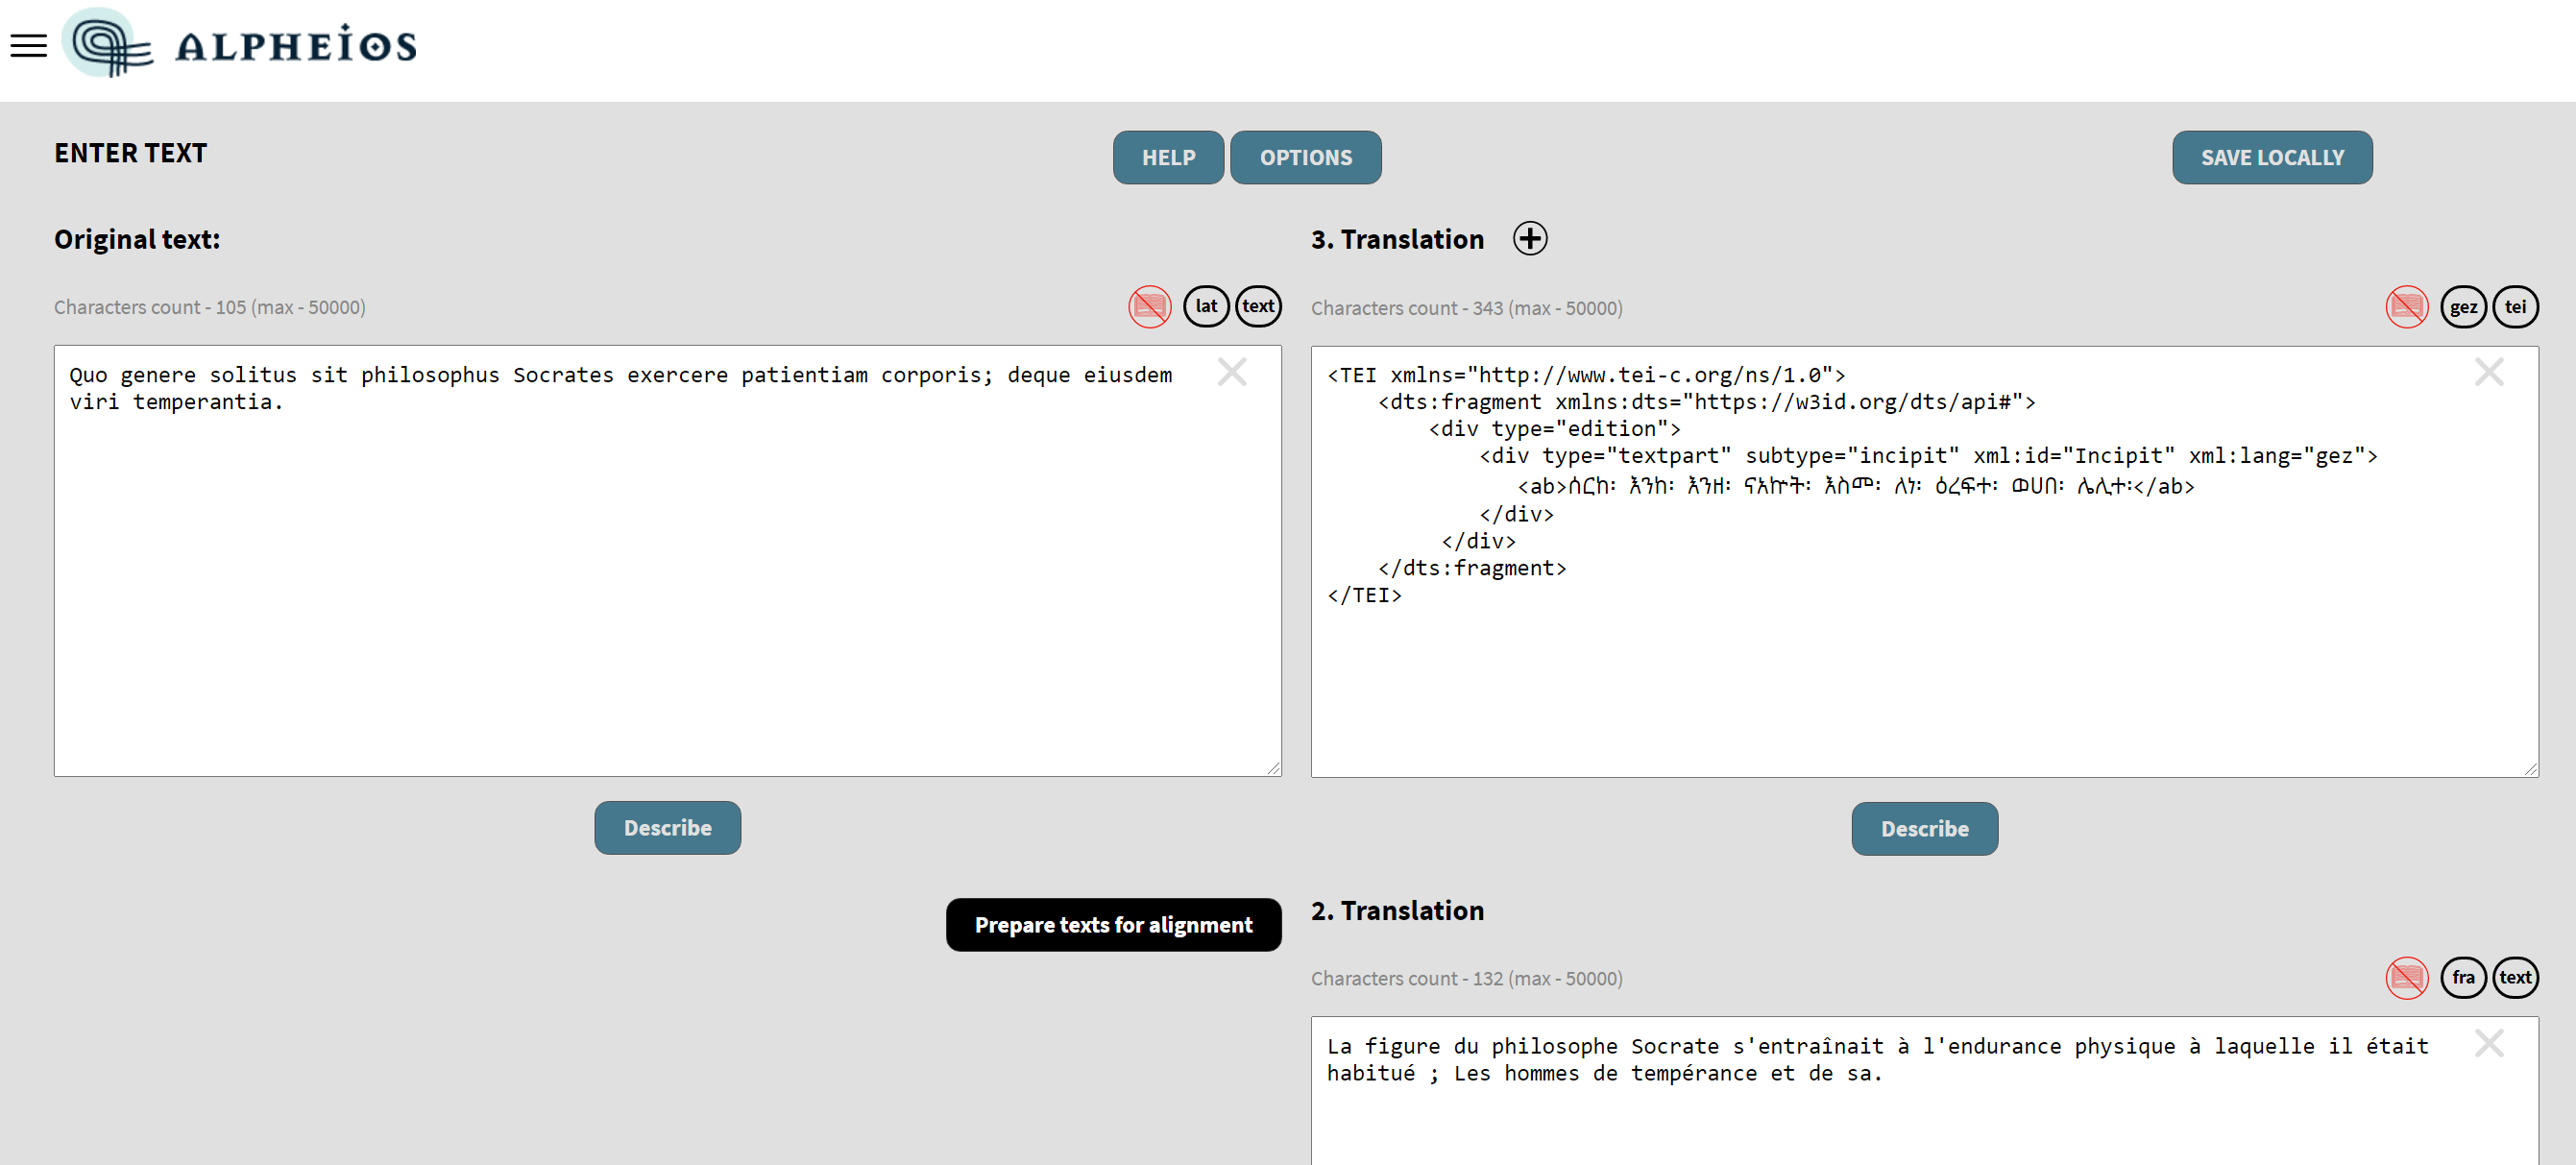 ALPHEIOS
ENTER TEXT
HELP
OPTIONS
SAVE LOCALLY
Original text:
Characters count - 105 (max - 50000)
lat
text
Quo genere solitus sit philosophus Socrates exercere patientiam corporis; deque eiusdem
viri temperantia.
Describe
Prepare texts for alignment
3. Translation
Characters count - 343 (max - 50000)
gez
tei
<TEI xmlns="http://www.tei-c.org/ns/1.0">
<dts:fragment xmlns:dts="https://w3id.org/dts/api#">
<div type="edition">
<div type="textpart" subtype="incipit" xml:id="Incipit" xml:lang="gez">
<ab>ሰርከ፡ እንከ፡ እንዘ፡ ናአኵት፡ እስመ፡ ለነ፡ ዕረፍተ፡ ወሀበ፡ ሌሊተ፡</ab>
</div>
</div>
</dts:fragment>
</TEI>
Describe
2. Translation
Characters count - 132 (max - 50000)
fra
text
La figure du philosophe Socrate s'entraînait à l'endurance physique à laquelle il était
habitué ; Les hommes de tempérance et de sa.